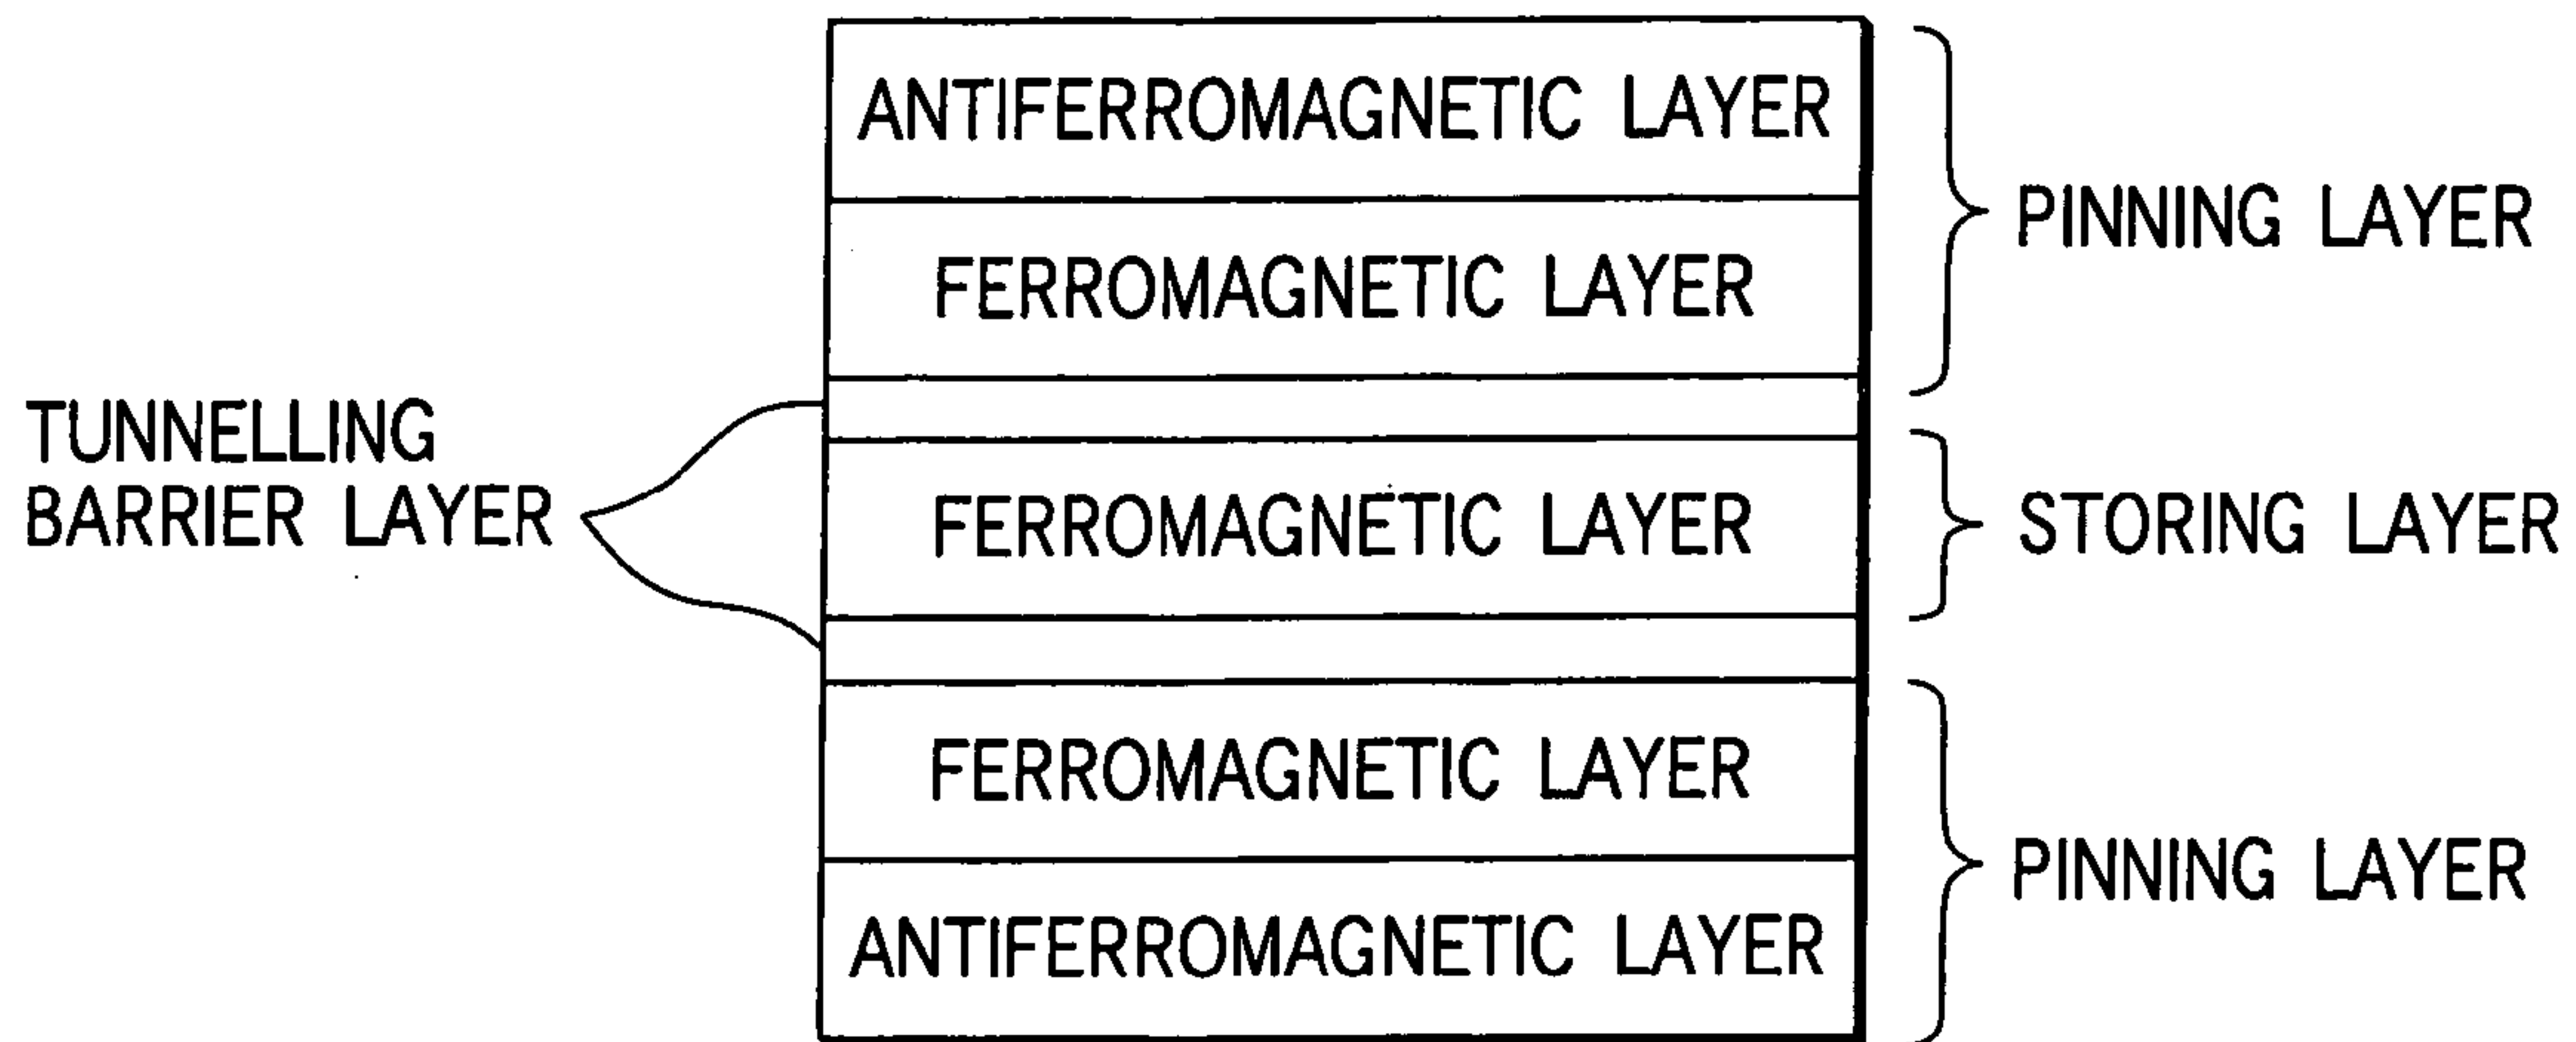 ANTIFERROMAGNETIC LAYER
FERROMAGNETIC LAYER
PINNING LAYER
TUNNELLING
BARRIER LAYER
FERROMAGNETIC LAYER
STORING LAYER
FERROMAGNETIC LAYER
PINNING LAYER
ANTIFERROMAGNETIC LAYER